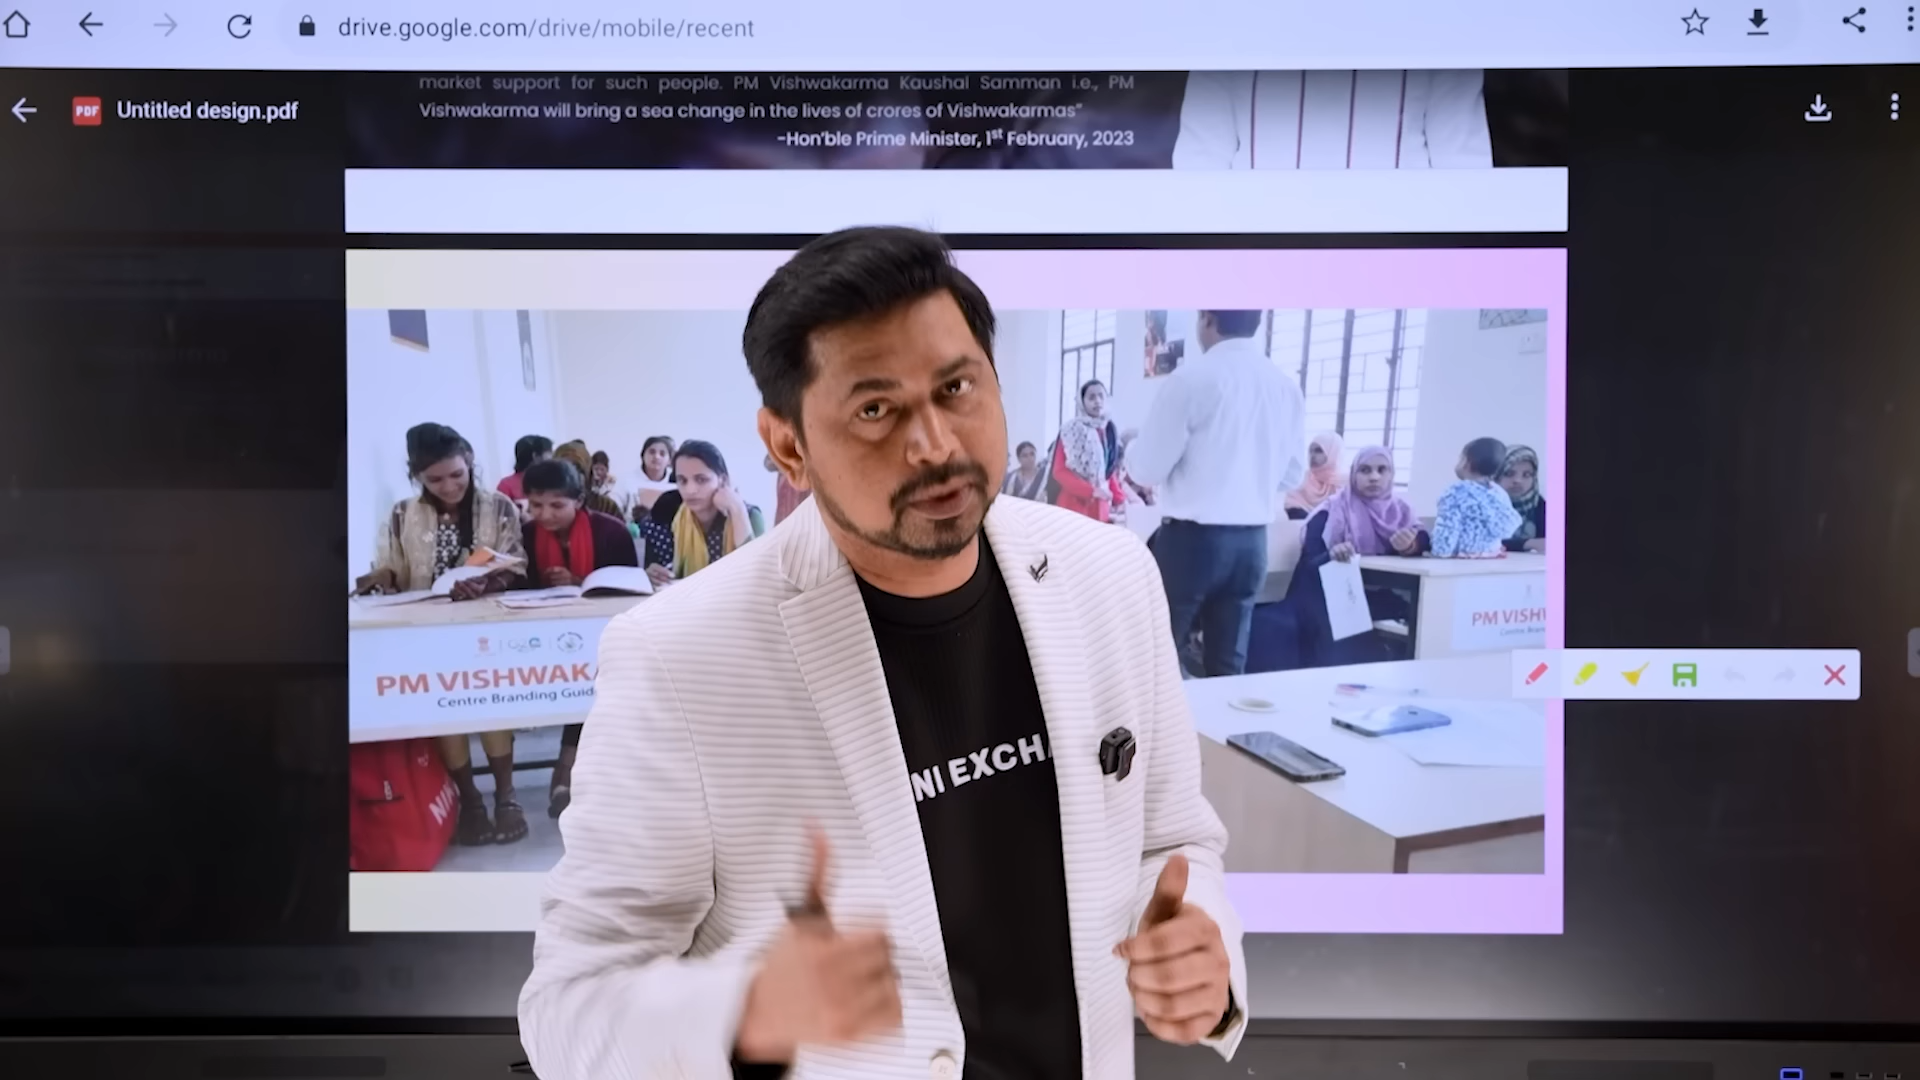 drive.google.com/drive/mobile/recent
PDF
Untitled design.pdf
market support for such people. PM Vishwakarma Kaushal Samman i.e., PM
Vishwakarma will bring a sea change in the lives of crores of Vishwakarmas"
-Hon'ble Prime Minister, 1st February, 2023
PM VISHWAKA
Centre Branding Guid
PM VISH
NI EXCHA